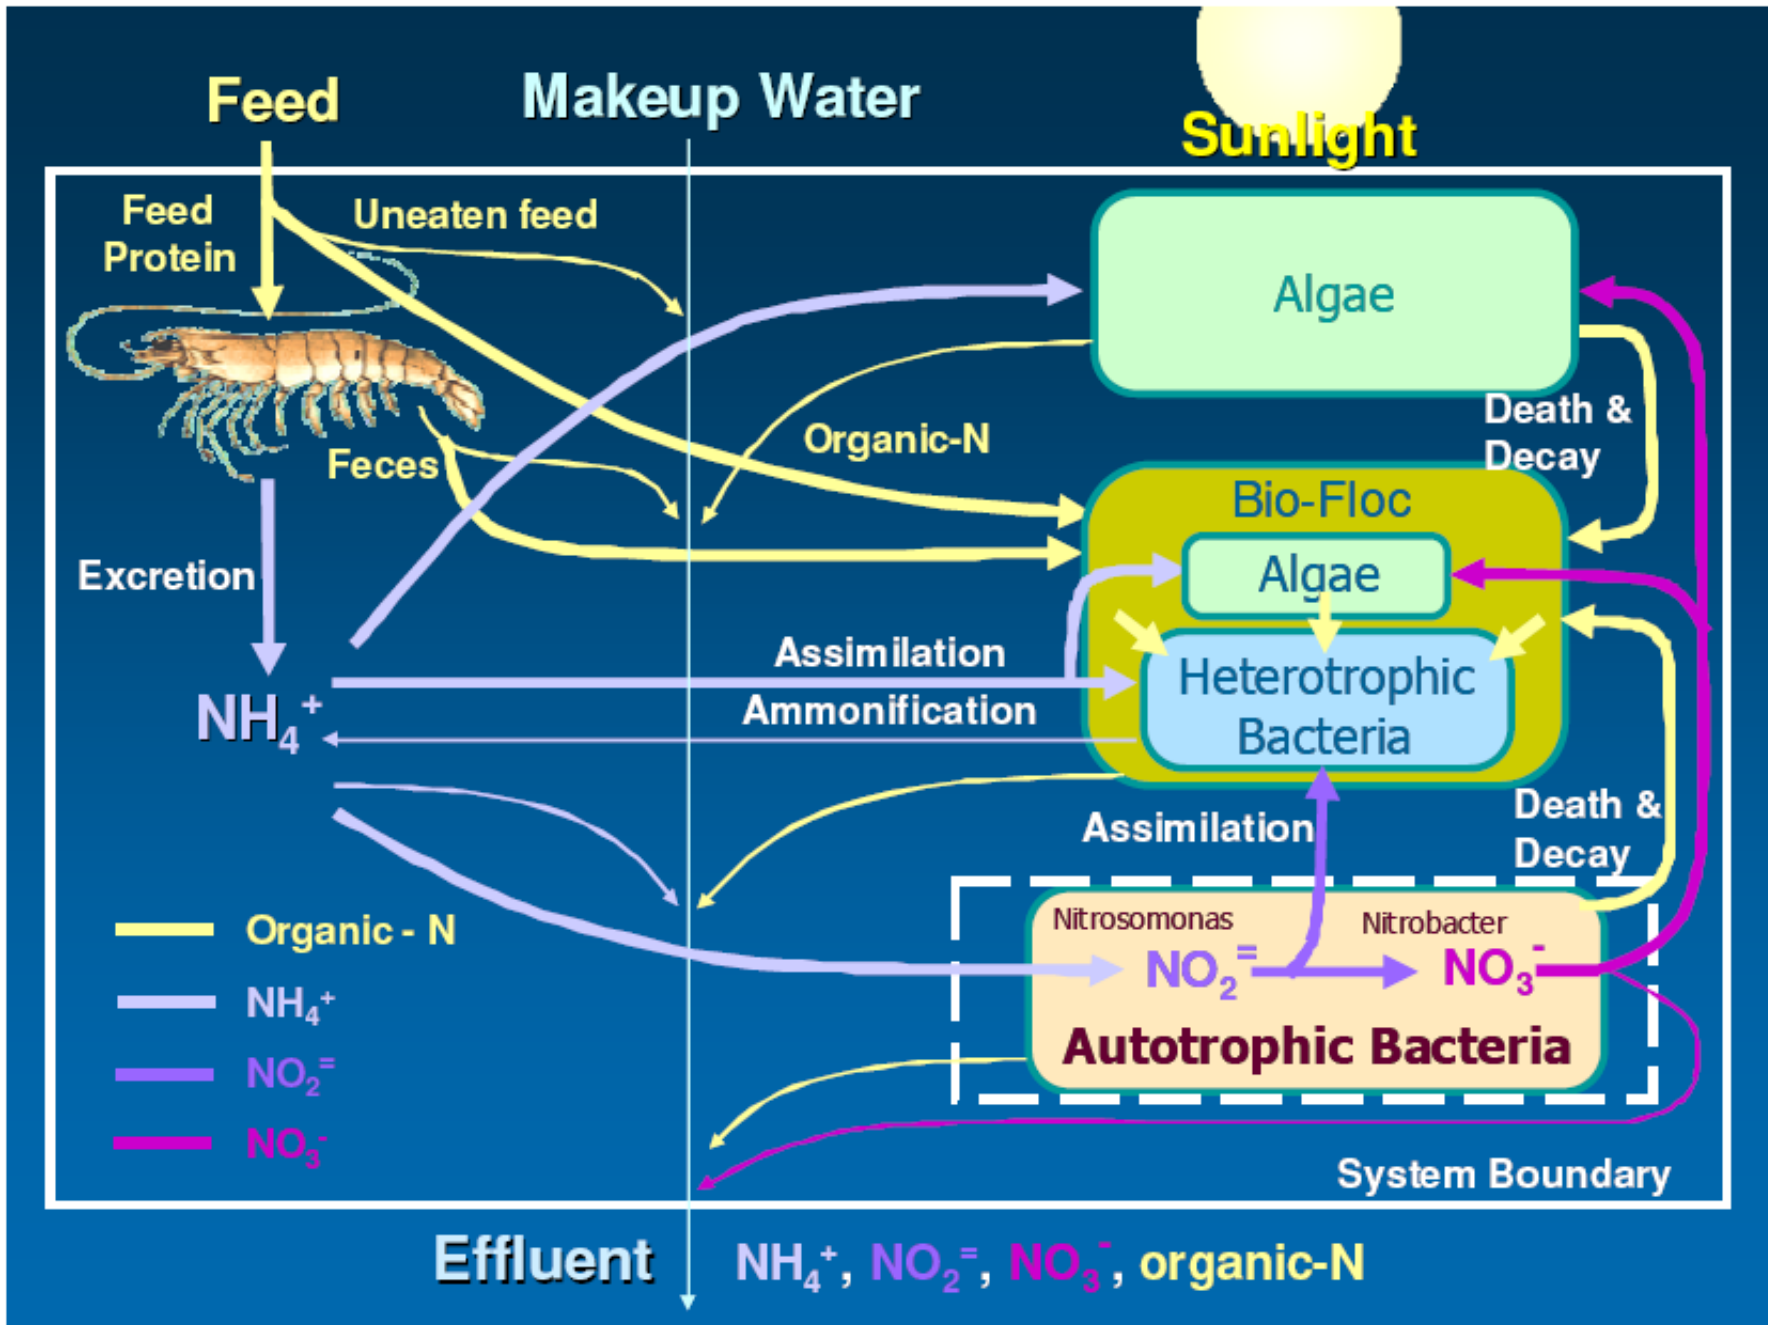 Feed
Makeup Water
Sunlight
Feed
Protein
Uneaten feed
Algae
Death &
Decay
Organic-N
Feces
Bio-Floc
Algae
Excretion
Assimilation
Heterotrophic
Bacteria
Ammonification
NH₄⁺
Death &
Decay
Assimilation
Nitrosomonas
Nitrobacter
NO₂⁼
NO₃⁻
Autotrophic Bacteria
Organic - N
NH₄⁺
NO₂⁼
NO₃⁻
System Boundary
Effluent
NH₄⁺, NO₂⁼, NO₃⁻, organic-N